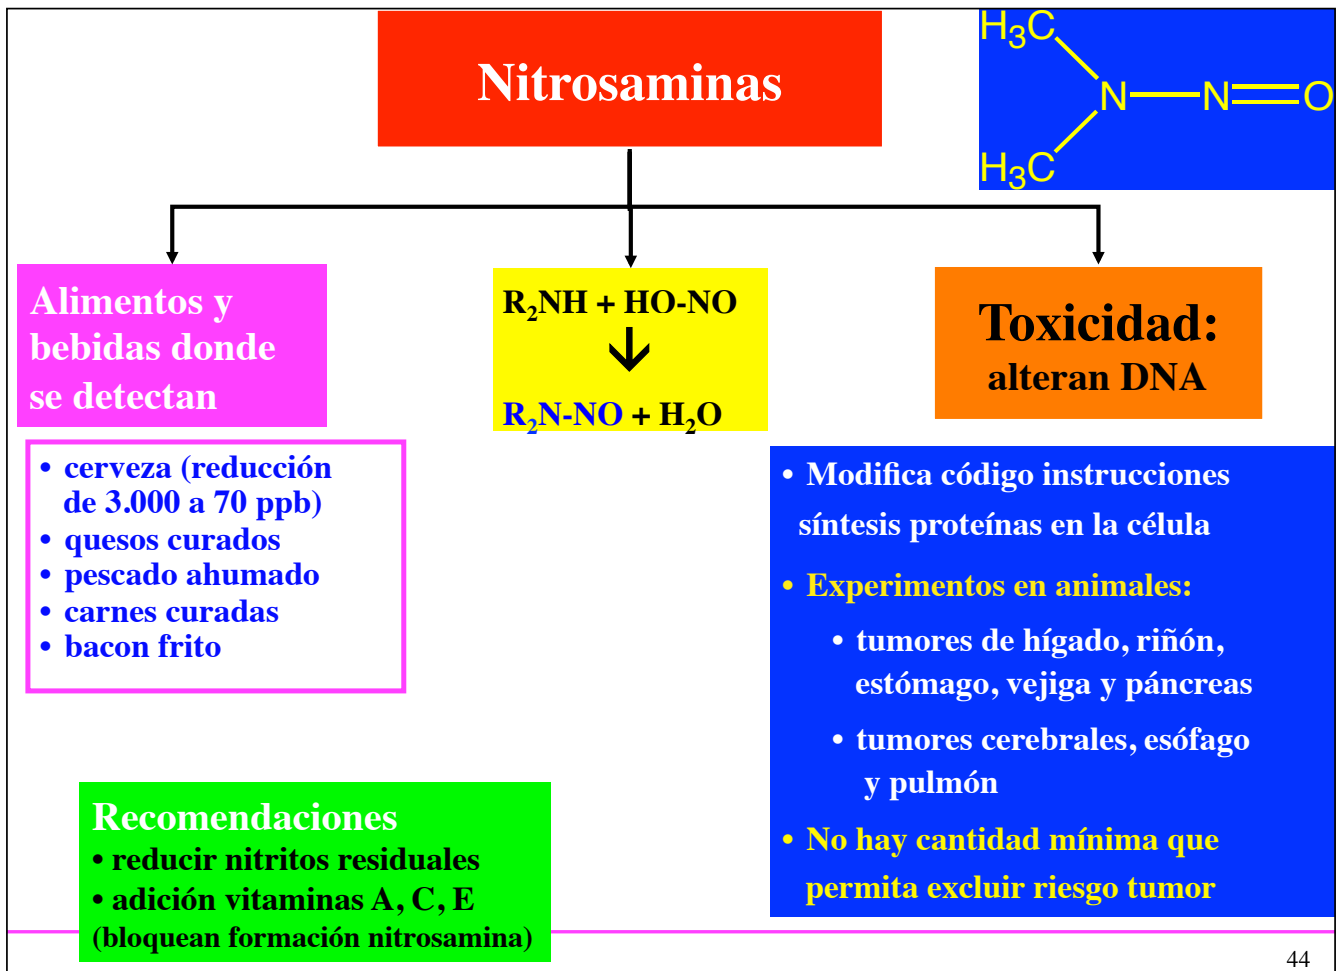 Nitrosaminas
H₃C
N—N=O
H₃C
Alimentos y
bebidas donde
se detectan
R₂NH + HO-NO
↓
R₂N-NO + H₂O
Toxicidad:
alteran DNA
• cerveza (reducción
de 3.000 a 70 ppb)
• quesos curados
• pescado ahumado
• carnes curadas
• bacon frito
• Modifica código instrucciones
síntesis proteínas en la célula
• Experimentos en animales:
• tumores de hígado, riñón,
estómago, vejiga y páncreas
• tumores cerebrales, esófago
y pulmón
• No hay cantidad mínima que
permita excluir riesgo tumor
Recomendaciones
• reducir nitritos residuales
• adición vitaminas A, C, E
(bloquean formación nitrosamina)
44